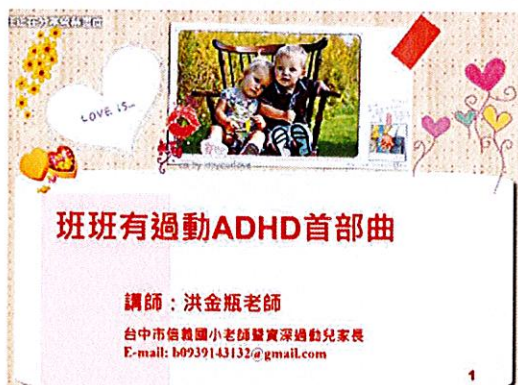 LOVE IS...
班班有過動ADHD首部曲
講師：洪金瓶老師
台中市信義國小老師暨資深過動兒家長
E-mail: b0939143132@gmail.com
1